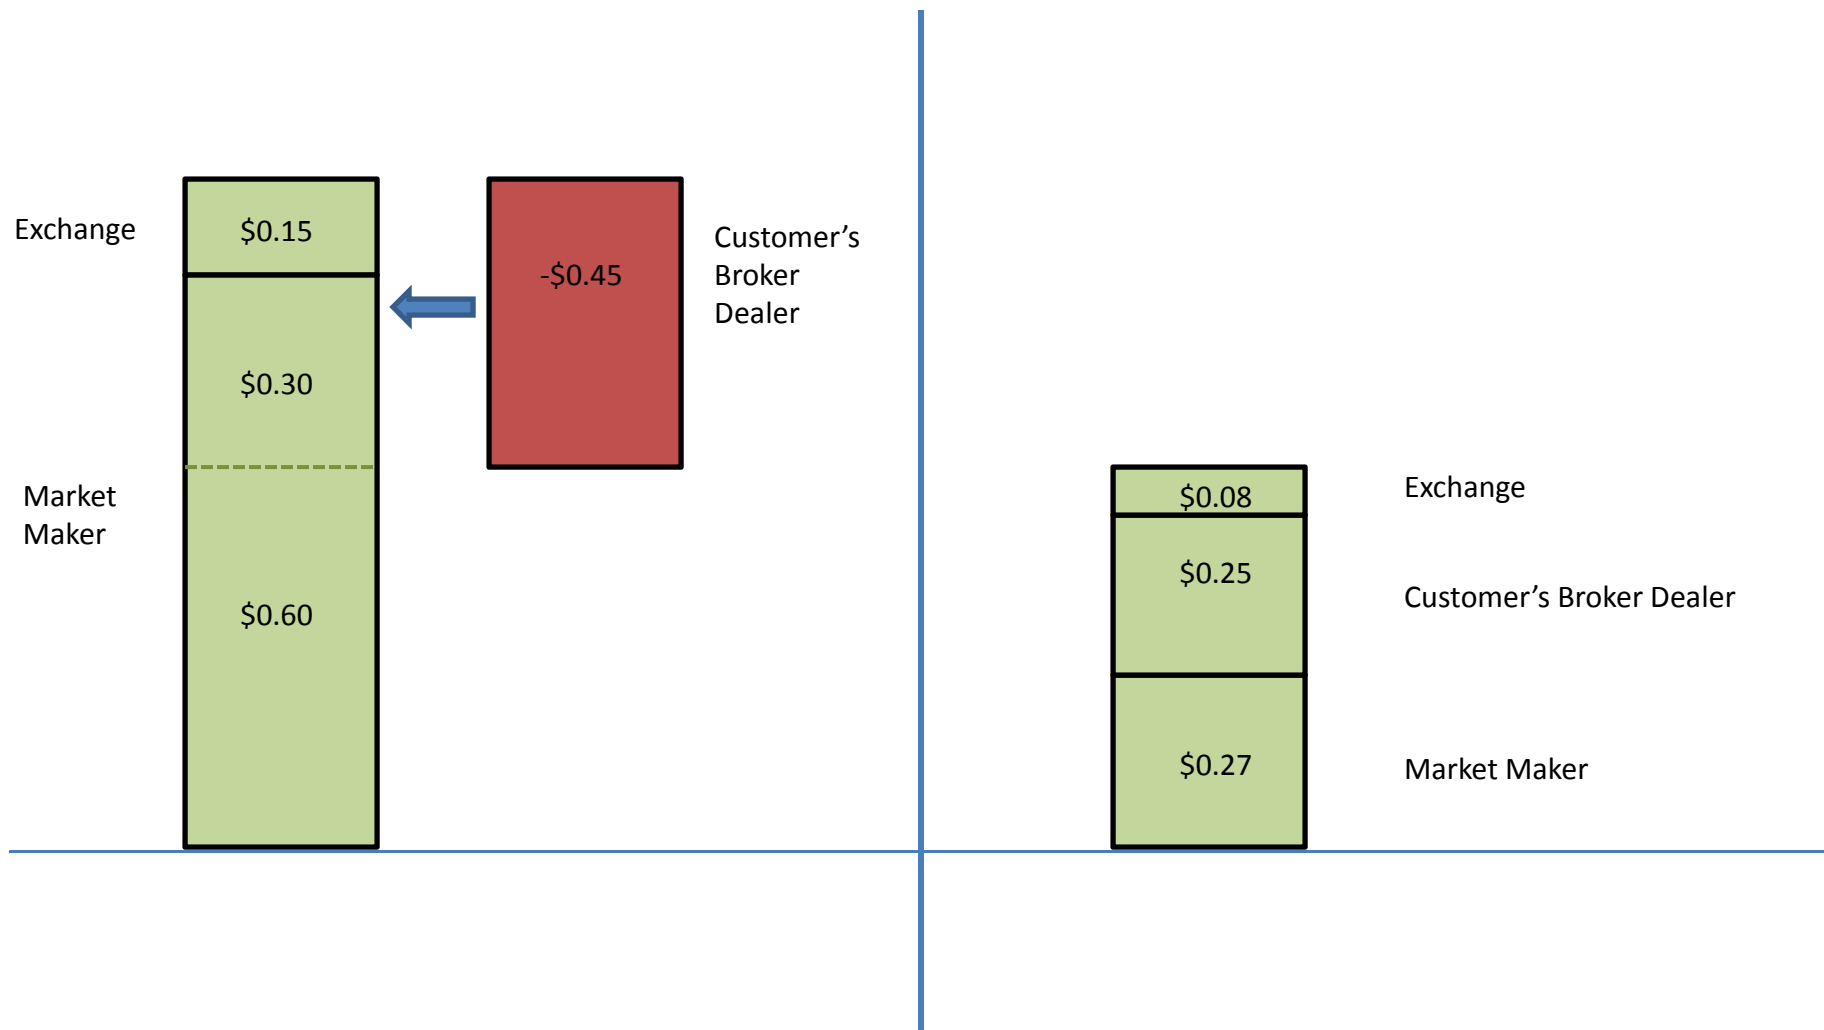 Exchange
$0.15
-$0.45
Customer’s
Broker
Dealer
$0.30
Market
Maker
$0.60
$0.08
Exchange
$0.25
Customer’s Broker Dealer
$0.27
Market Maker